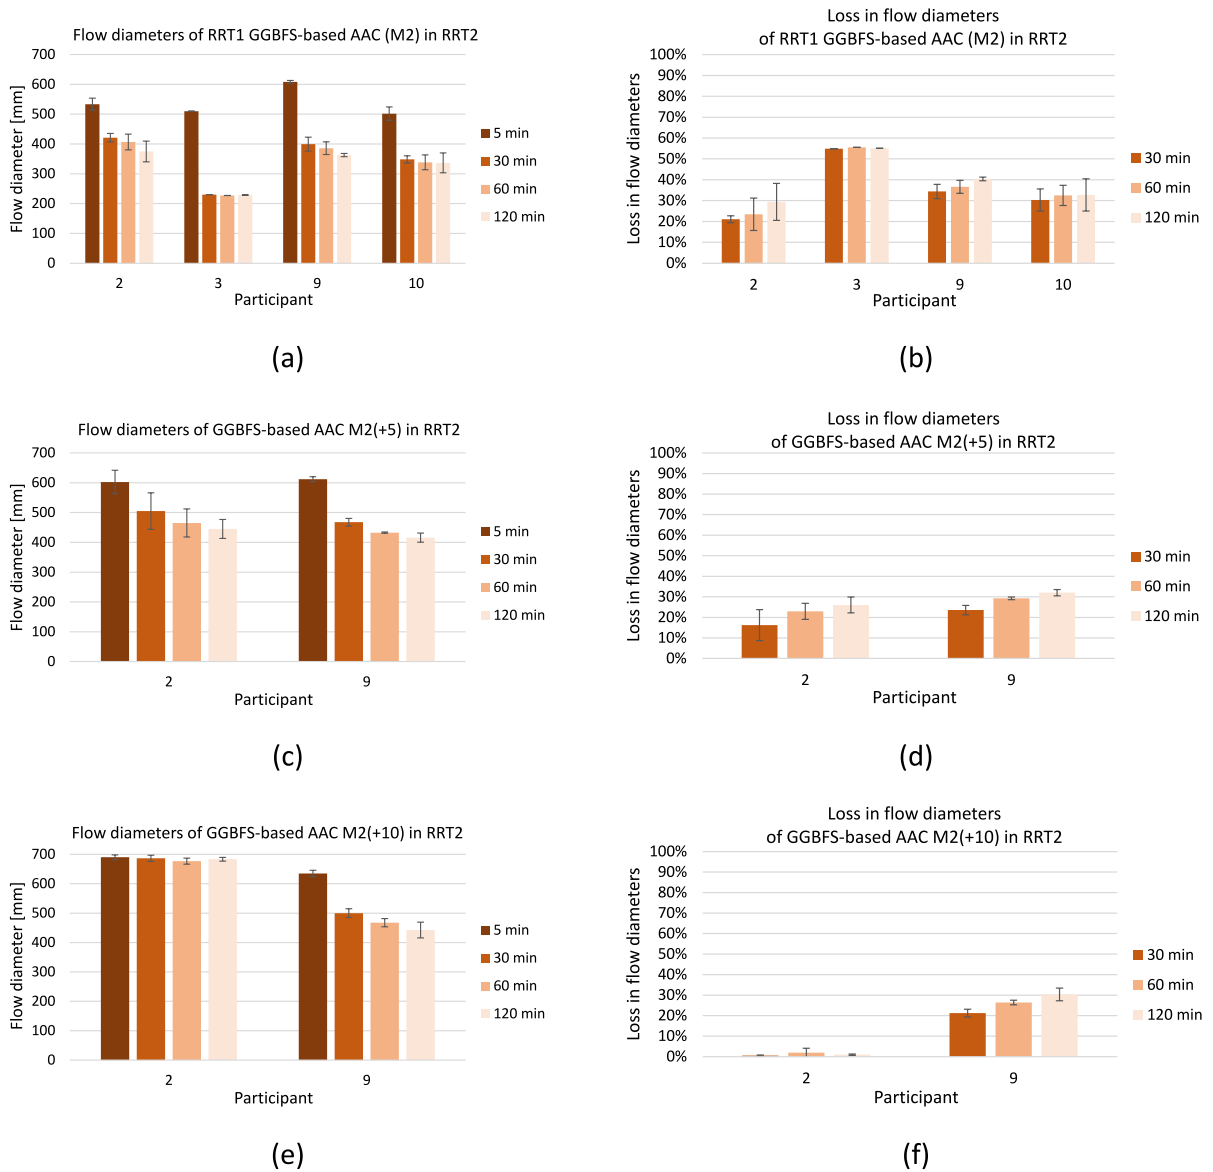 Flow diameters of RRT1 GGBFS-based AAC (M2) in RRT2
700
600
500
400
300
200
100
0
Flow diameter [mm]
2 3 9 10
Participant
5 min
30 min
60 min
120 min
(a)
Loss in flow diameters
of RRT1 GGBFS-based AAC (M2) in RRT2
100%
90%
80%
70%
60%
50%
40%
30%
20%
10%
0%
Loss in flow diameters
2 3 9 10
Participant
30 min
60 min
120 min
(b)
Flow diameters of GGBFS-based AAC M2(+5) in RRT2
700
600
500
400
300
200
100
0
Flow diameter [mm]
2 9
Participant
5 min
30 min
60 min
120 min
(c)
Loss in flow diameters
of GGBFS-based AAC M2(+5) in RRT2
100%
90%
80%
70%
60%
50%
40%
30%
20%
10%
0%
Loss in flow diameters
2 9
Participant
30 min
60 min
120 min
(d)
Flow diameters of GGBFS-based AAC M2(+10) in RRT2
700
600
500
400
300
200
100
0
Flow diameter [mm]
2 9
Participant
5 min
30 min
60 min
120 min
(e)
Loss in flow diameters
of GGBFS-based AAC M2(+10) in RRT2
100%
90%
80%
70%
60%
50%
40%
30%
20%
10%
0%
Loss in flow diameters
2 9
Participant
30 min
60 min
120 min
(f)